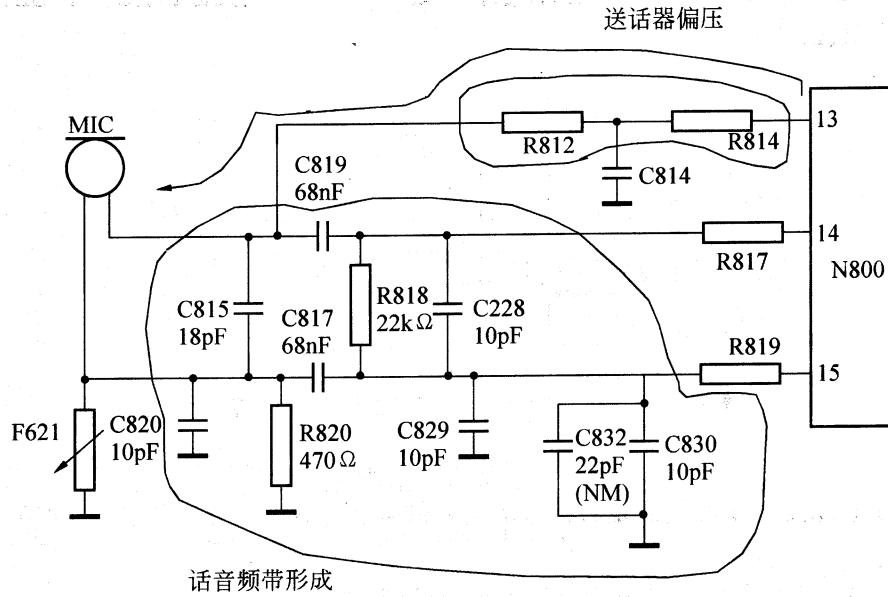 送话器偏压
MIC
13
R812
R814
C819
68nF
C814
14
R817
N800
C815
18pF
C817
68nF
R818
22kΩ
C228
10pF
R819
15
F621
C820
10pF
R820
470Ω
C829
10pF
C832
22pF
(NM)
C830
10pF
话音频带形成